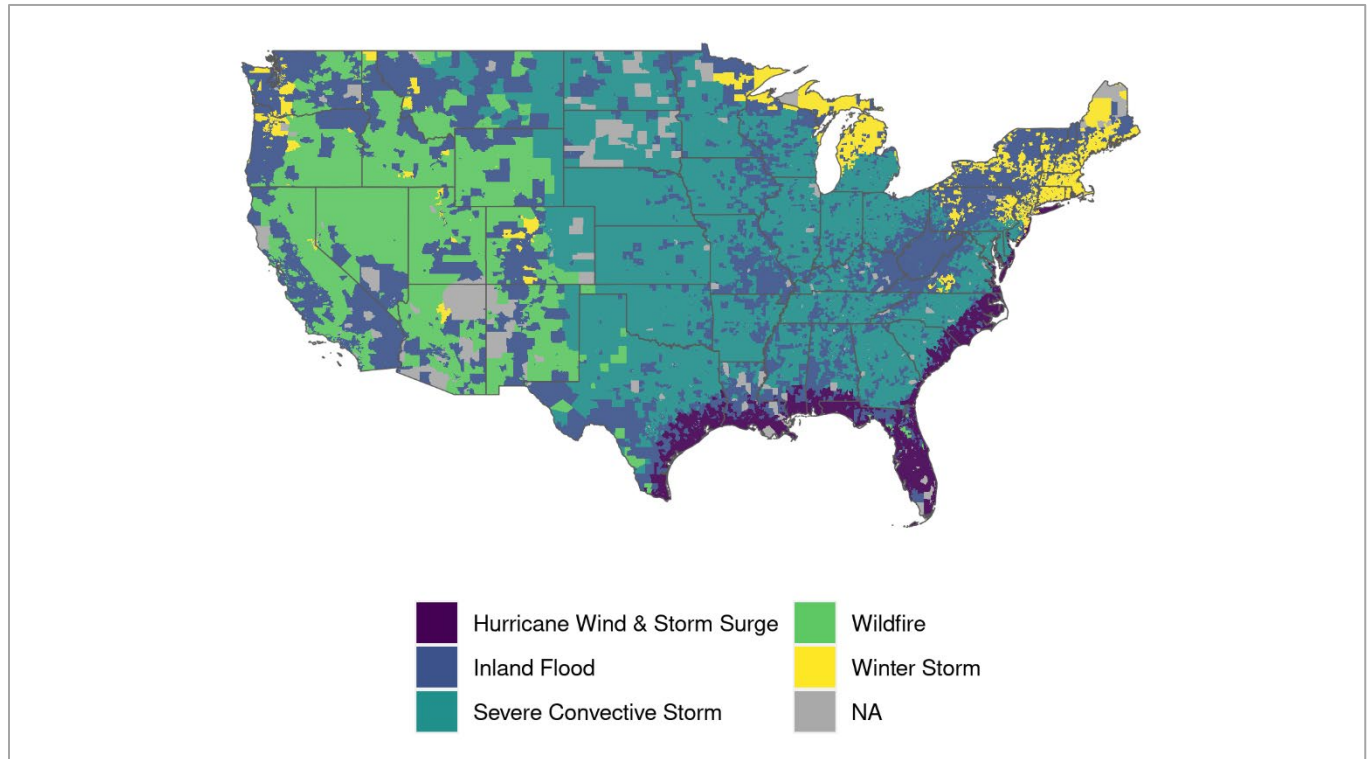 Hurricane Wind & Storm Surge
Inland Flood
Severe Convective Storm
Wildfire
Winter Storm
NA